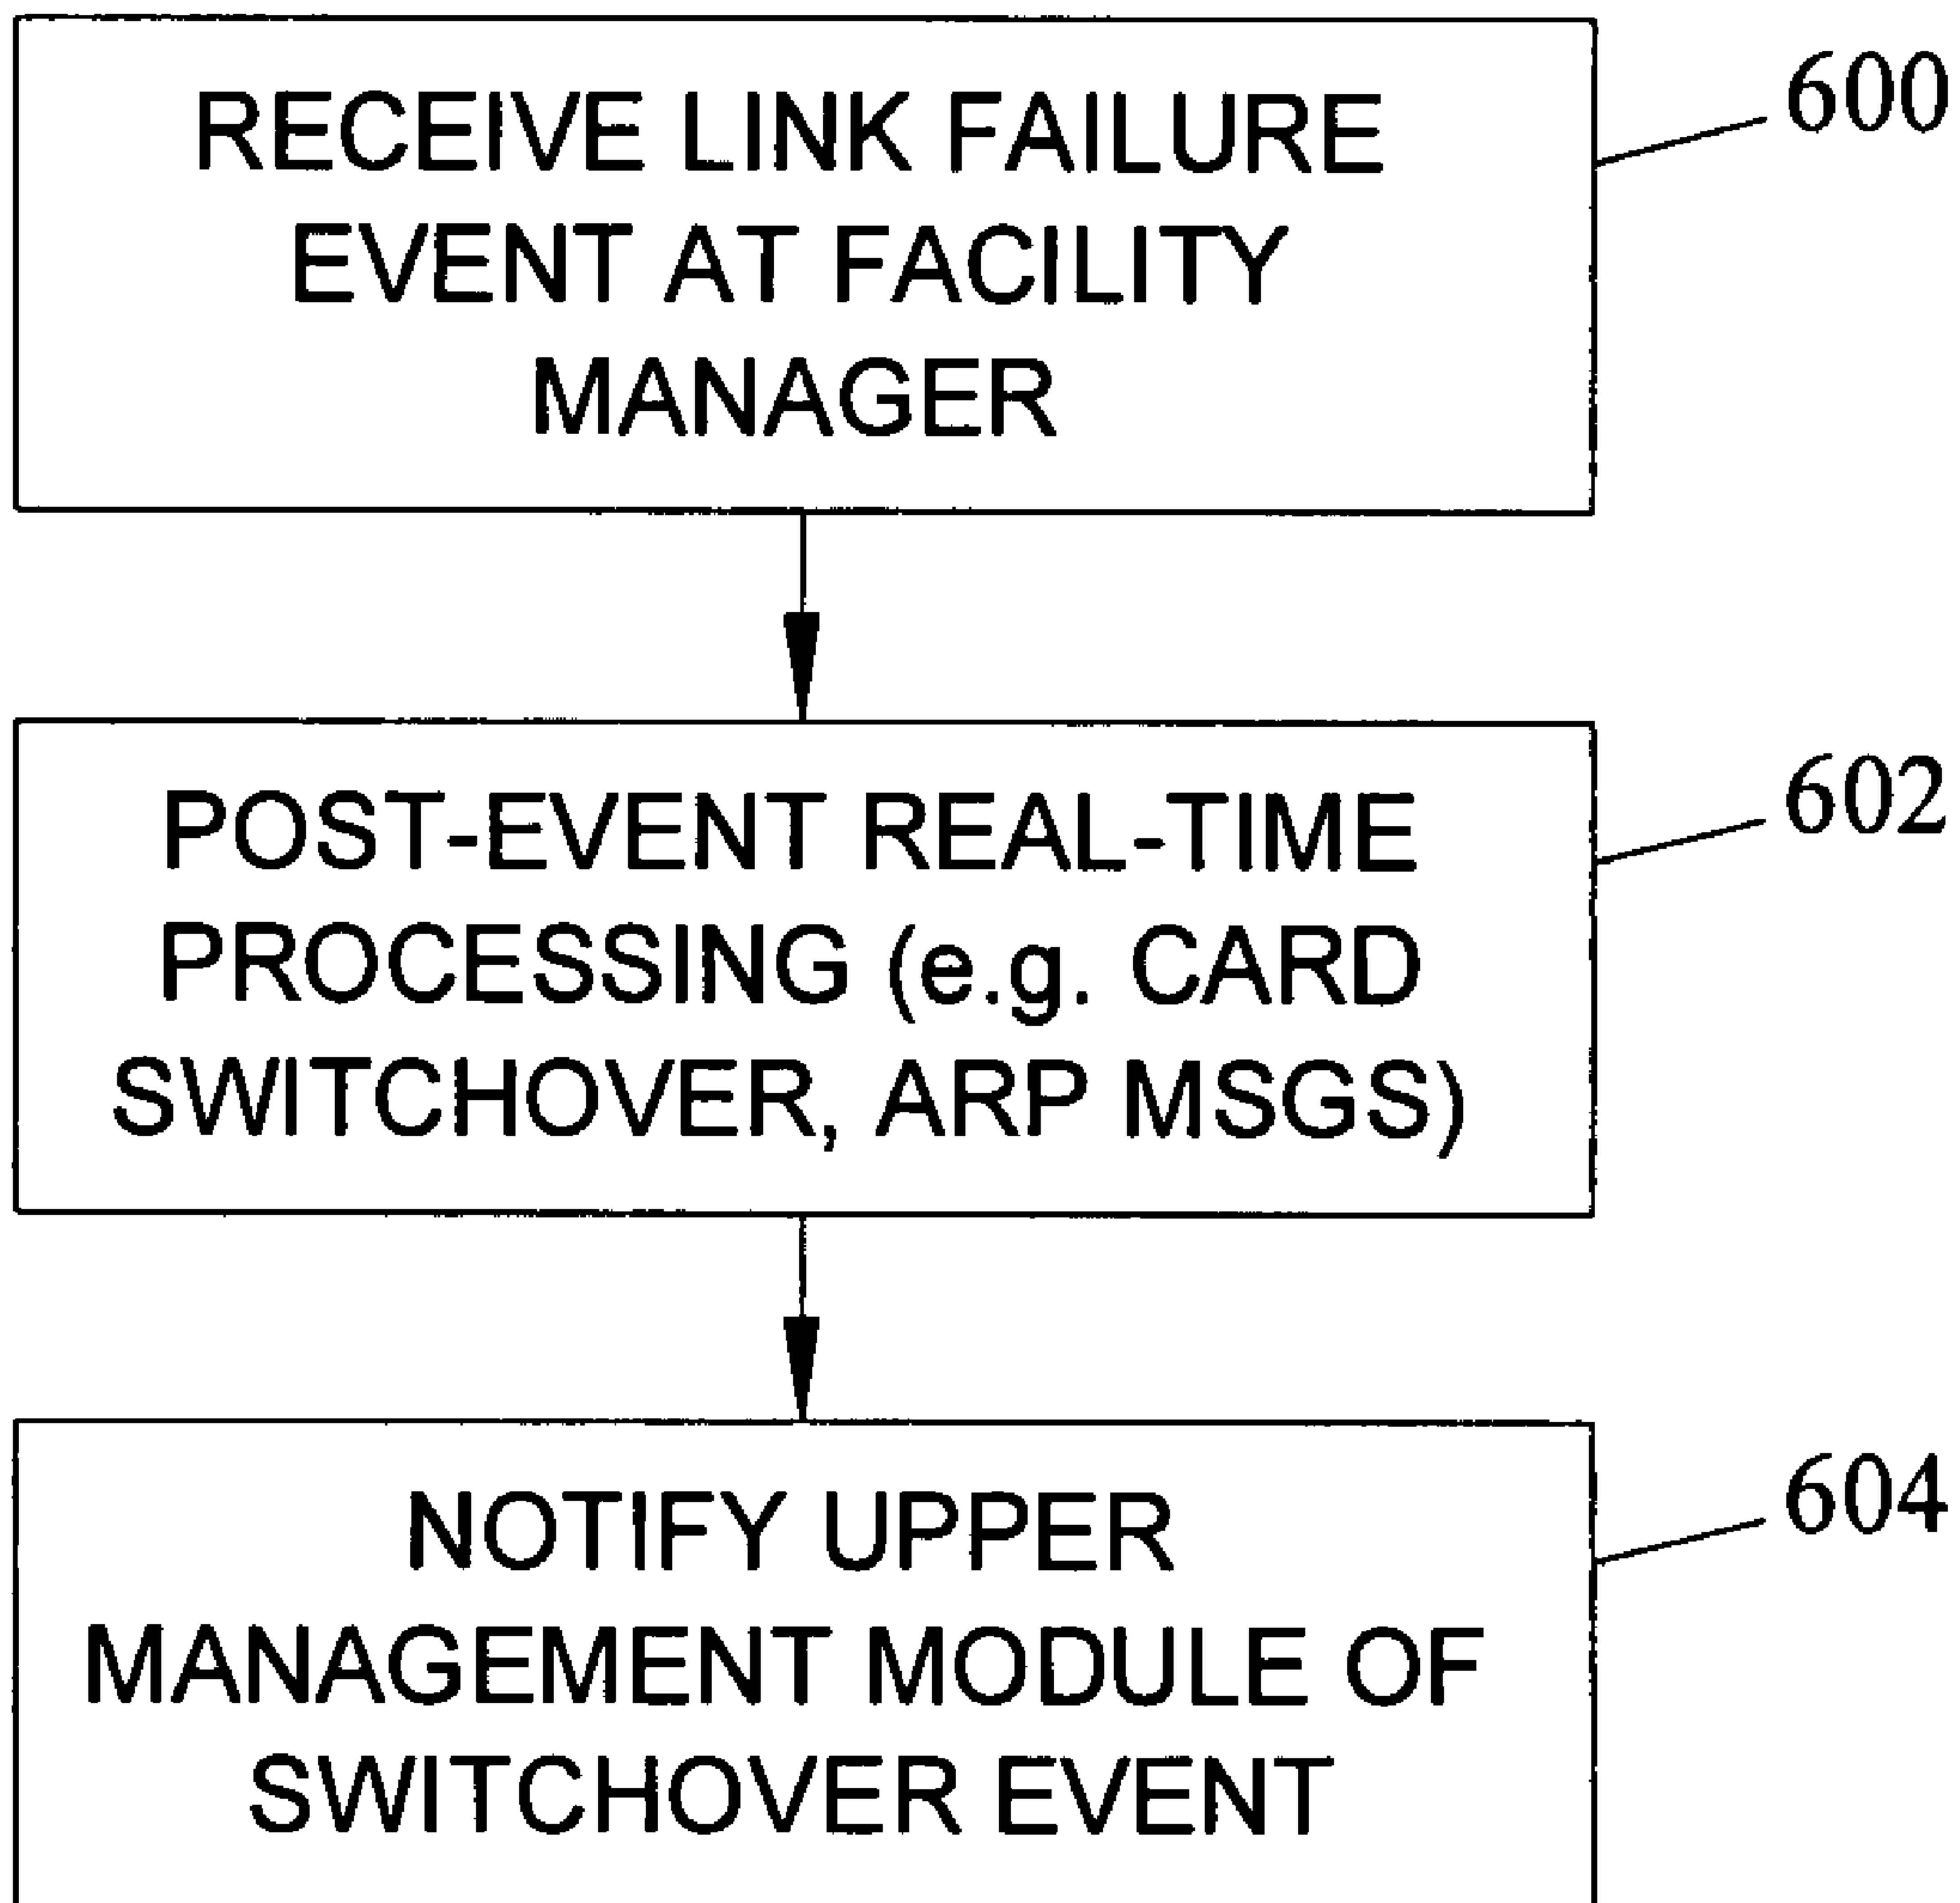 RECEIVE LINK FAILURE
EVENT AT FACILITY
MANAGER
600
POST-EVENT REAL-TIME
PROCESSING (e.g. CARD
SWITCHOVER, ARP MSGS)
602
NOTIFY UPPER
MANAGEMENT MODULE OF
SWITCHOVER EVENT
604